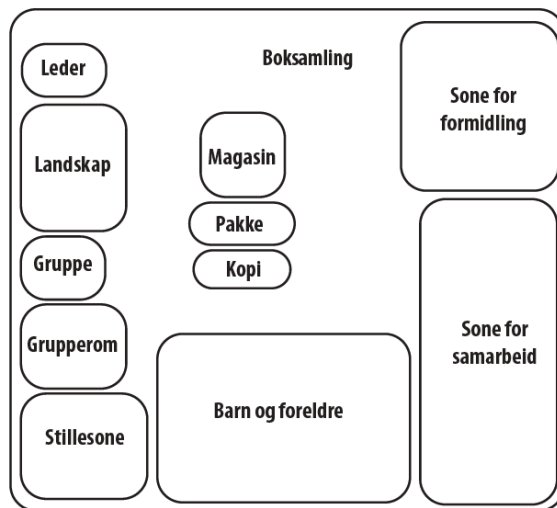 Leder
Boksamling
Sone for
formidling
Landskap
Magasin
Pakke
Gruppe
Kopi
Grupperom
Sone for
samarbeid
Barn og foreldre
Stillesone